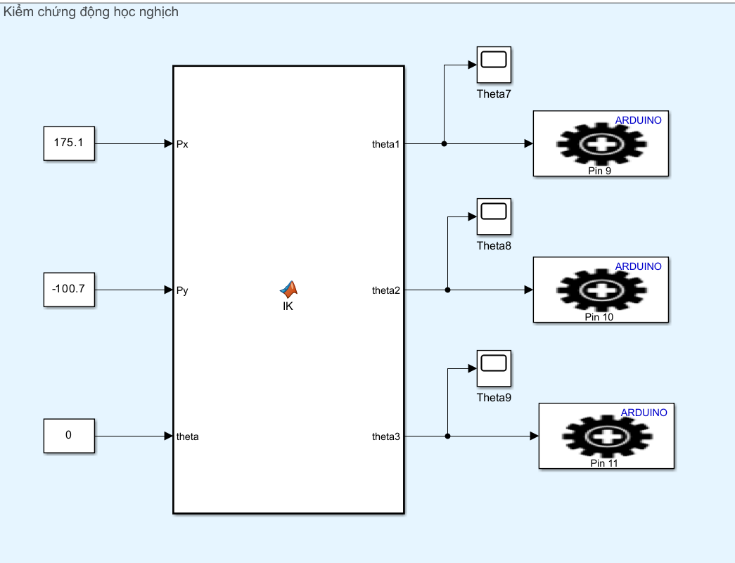 Kiểm chứng động học nghịch
Theta7
175.1
Px
theta1
ARDUINO
Pin 9
Theta8
-100.7
Py
IK
theta2
ARDUINO
Pin 10
Theta9
0
theta
theta3
ARDUINO
Pin 11